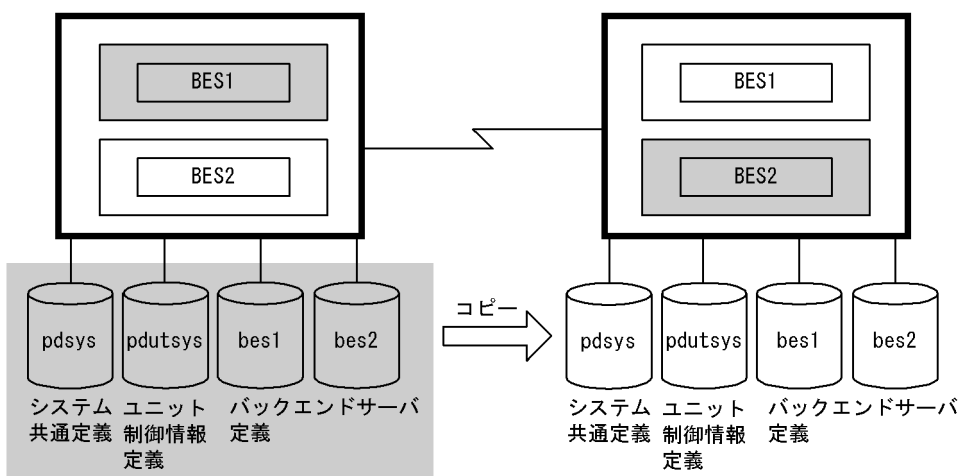 BES1
BES2
BES1
BES2
pdsys
pdutsys
bes1
bes2
システム
共通定義
ユニット
制御情報
定義
バックエンドサーバ
定義
コピー
pdsys
pdutsys
bes1
bes2
システム
共通定義
ユニット
制御情報
定義
バックエンドサーバ
定義